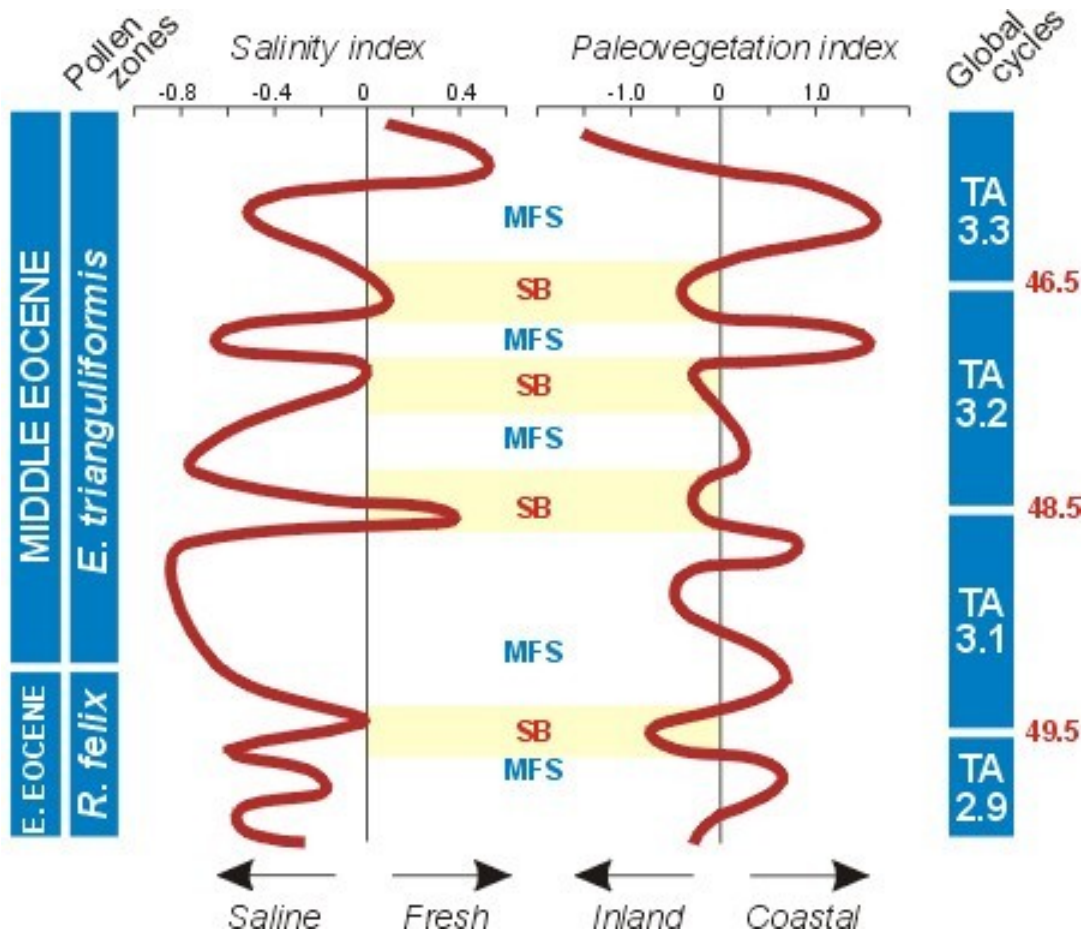 Pollen
zones
Salinity index
Paleovegetation index
Global
cycles
-0.8 -0.4 0 0.4
-1.0 0 1.0
MIDDLE EOCENE
E. trianguliformis
E. EOCENE
R. felix
MFS
SB
MFS
SB
MFS
SB
MFS
SB
MFS
TA
3.3
46.5
TA
3.2
48.5
TA
3.1
49.5
TA
2.9
Saline
Fresh
Inland
Coastal